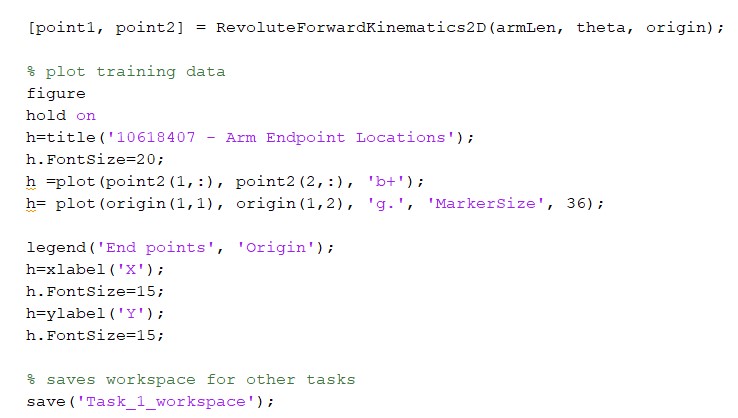 [point1, point2] = RevoluteForwardKinematics2D(armLen, theta, origin);
% plot training data
figure
hold on
h=title('10618407 - Arm Endpoint Locations');
h.FontSize=20;
h =plot(point2(1,:), point2(2,:), 'b+');
h= plot(origin(1,1), origin(1,2), 'g.', 'MarkerSize', 36);
legend('End points', 'Origin');
h=xlabel('X');
h.FontSize=15;
h=ylabel('Y');
h.FontSize=15;
% saves workspace for other tasks
save('Task_1_workspace');